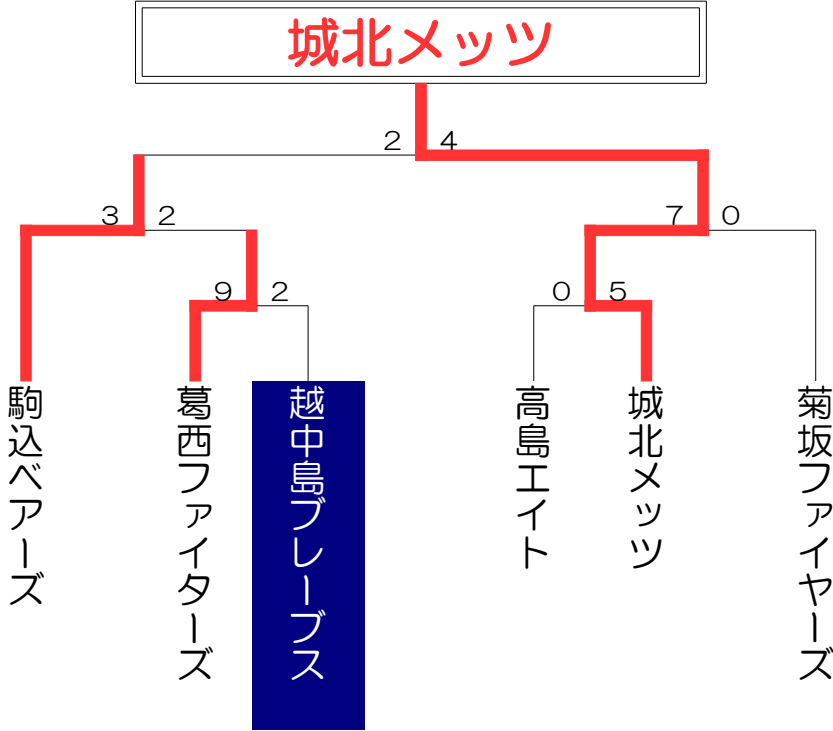 城北メッツ
2 4
3 2
7 0
9 2
0 5
駒込ベアーズ
葛西ファイターズ
越中島ブレーブス
高島エイト
城北メッツ
菊坂ファイヤーズ